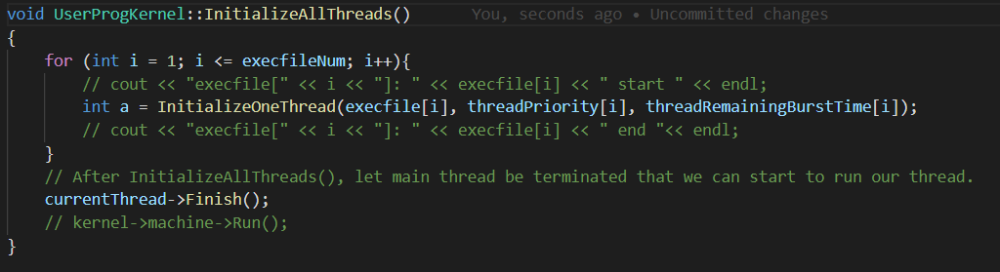 void UserProgKernel::InitializeAllThreads() You, seconds ago • Uncommitted changes
{
for (int i = 1; i <= execfileNum; i++){
// cout << "execfile[" << i << "]: " << execfile[i] << " start " << endl;
int a = InitializeOneThread(execfile[i], threadPriority[i], threadRemainingBurstTime[i]);
// cout << "execfile[" << i << "]: " << execfile[i] << " end "<< endl;
}
// After InitializeAllThreads(), let main thread be terminated that we can start to run our thread.
currentThread->Finish();
// kernel->machine->Run();
}